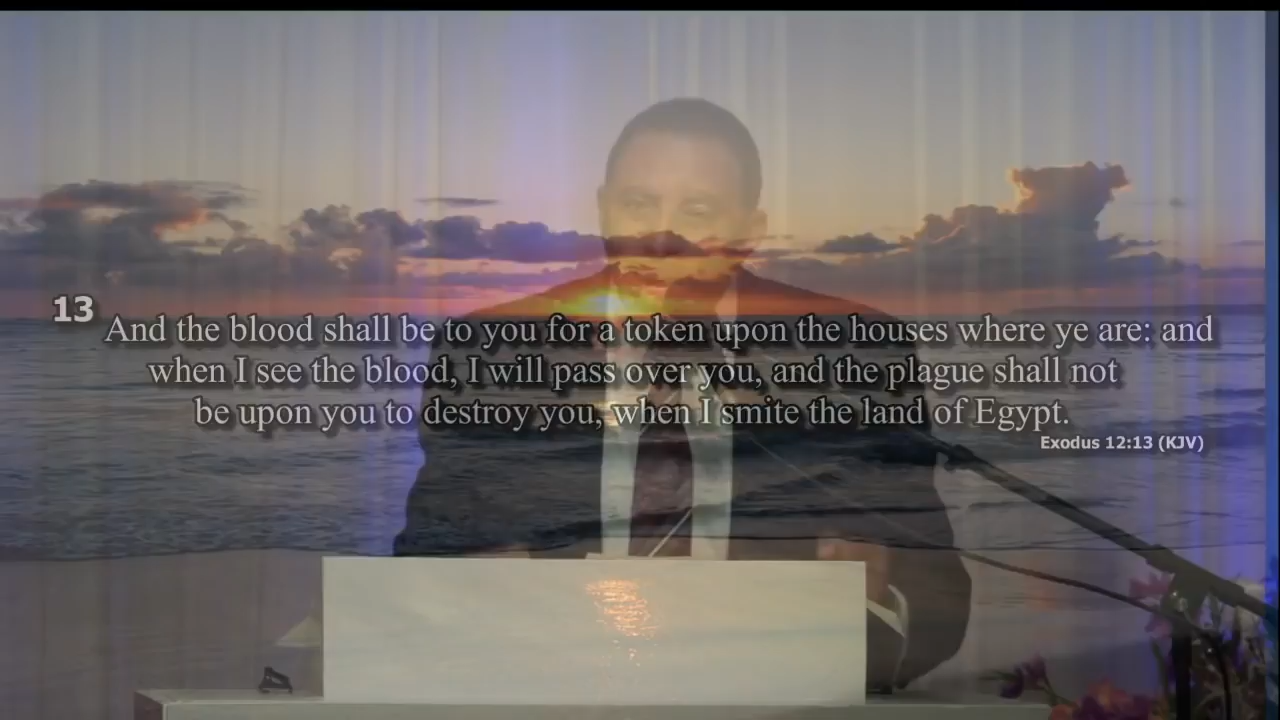 13
And the blood shall be to you for a token upon the houses where ye are: and
when I see the blood, I will pass over you, and the plague shall not
be upon you to destroy you, when I smite the land of Egypt.
Exodus 12:13 (KJV)